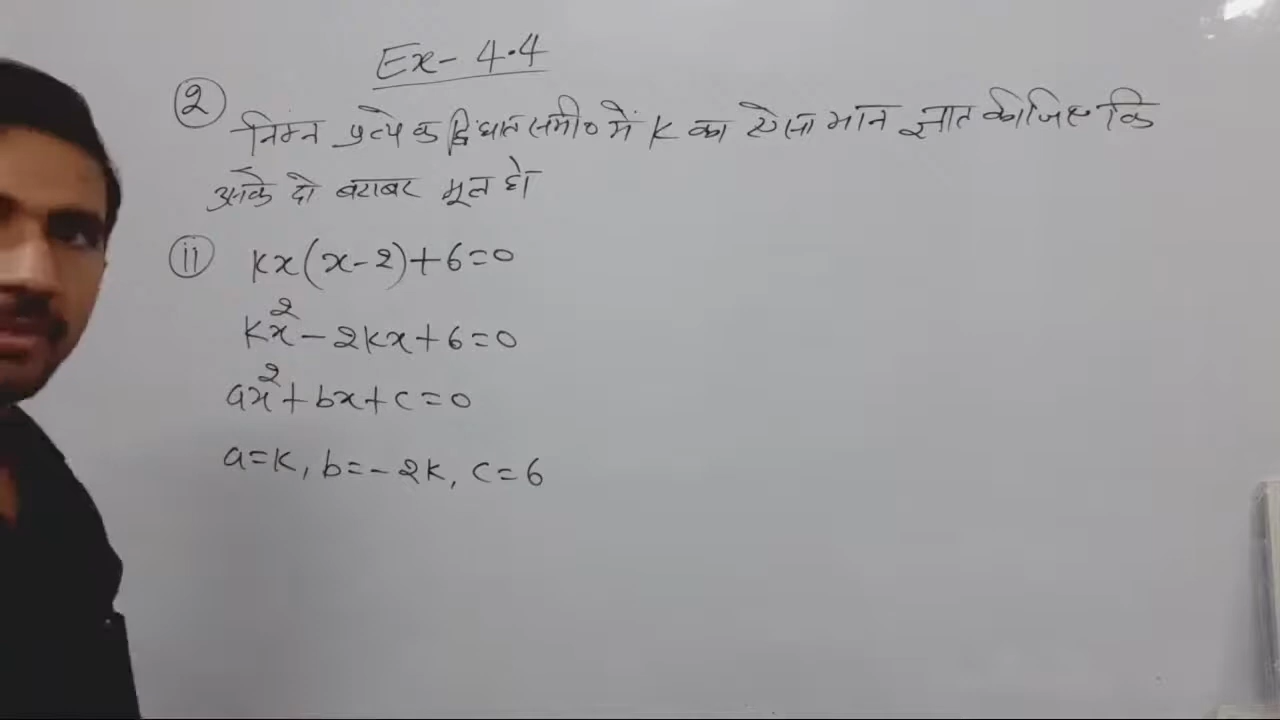 Ex- 4.4
② निम्न प्रत्येक द्विघात समी० में K का ऐसा मान ज्ञात कीजिए कि
उसके दो बराबर मूल हो
ii Kx(x-2)+6=0
Kx²-2Kx+6=0
ax²+bx+c=0
a=K, b=-2K, c=6